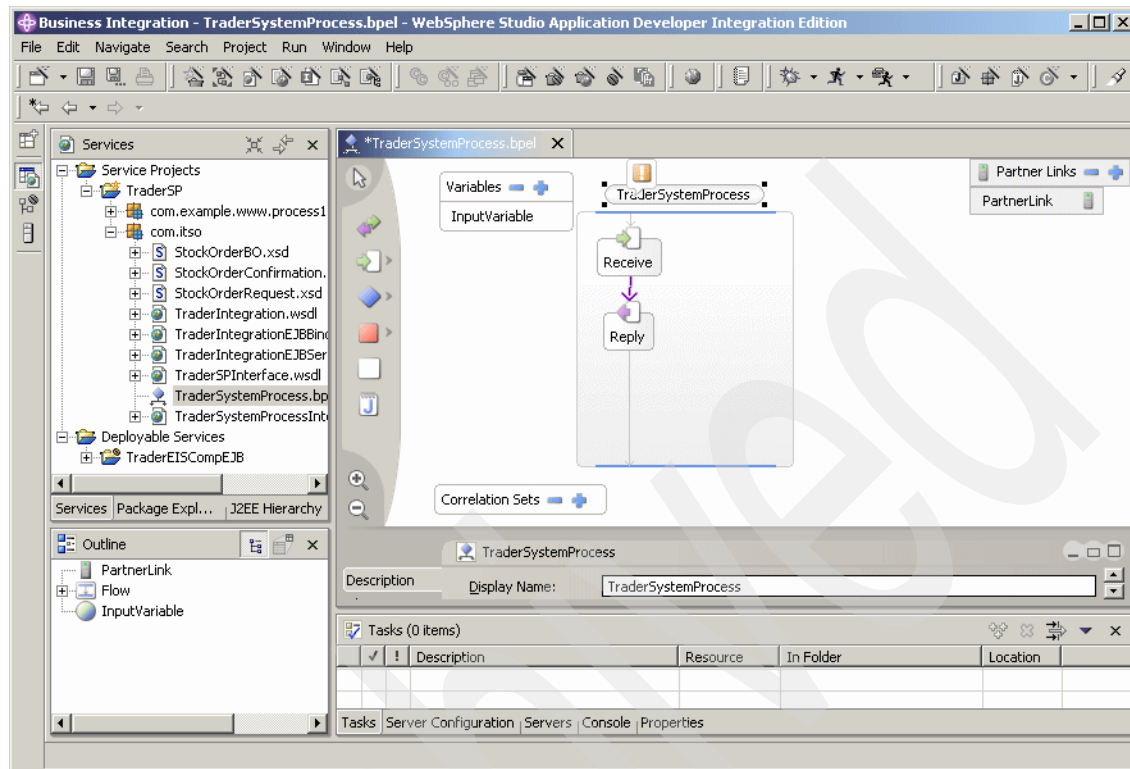 Business Integration - TraderSystemProcess.bpel - WebSphere Studio Application Developer Integration Edition
File Edit Navigate Search Project Run Window Help
Services
*TraderSystemProcess.bpel
Service Projects
TraderSP
com.example.www.process1
com.itso
StockOrderBO.xsd
StockOrderConfirmation.
StockOrderRequest.xsd
TraderIntegration.wsdl
TraderIntegrationEJBBin
TraderIntegrationEJBSer
TraderSPInterface.wsdl
TraderSystemProcess.bp
TraderSystemProcessInt
Deployable Services
TraderEISCompEJB
Services Package Expl... J2EE Hierarchy
Variables
InputVariable
TraderSystemProcess
Receive
Reply
Partner Links
PartnerLink
Correlation Sets
Outline
PartnerLink
Flow
InputVariable
TraderSystemProcess
Description
Display Name: TraderSystemProcess
Tasks (0 items)
! Description Resource In Folder Location
Tasks Server Configuration Servers Console Properties